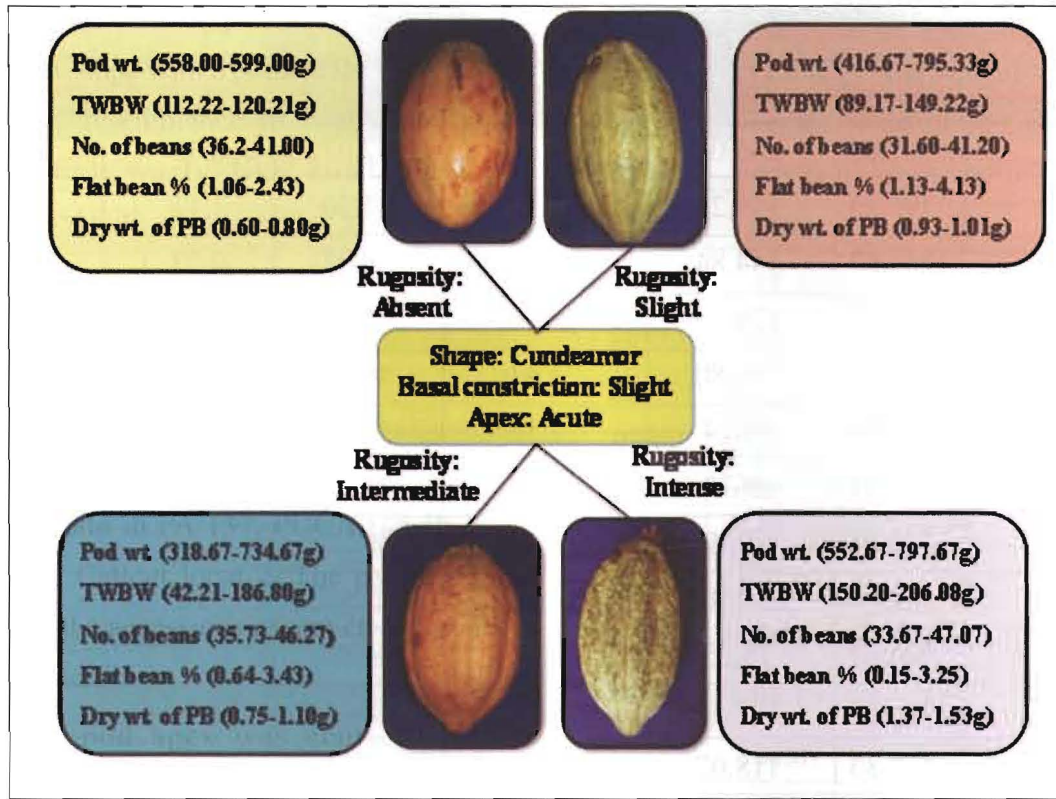 Pod wt. (558.00-599.00g)
TWBW (112.22-120.21g)
No. of beans (36.2-41.00)
Flat bean % (1.06-2.43)
Dry wt. of PB (0.60-0.80g)
Pod wt. (416.67-795.33g)
TWBW (89.17-149.22g)
No. of beans (31.60-41.20)
Flat bean % (1.13-4.13)
Dry wt. of PB (0.93-1.01g)
Rugosity:
Absent
Rugosity:
Slight
Shape: Cundeamor
Basal constriction: Slight
Apex: Acute
Rugosity:
Intermediate
Rugosity:
Intense
Pod wt. (318.67-734.67g)
TWBW (42.21-186.80g)
No. of beans (35.73-46.27)
Flat bean % (0.64-3.43)
Dry wt. of PB (0.75-1.10g)
Pod wt. (552.67-797.67g)
TWBW (150.20-206.08g)
No. of beans (33.67-47.07)
Flat bean % (0.15-3.25)
Dry wt. of PB (1.37-1.53g)